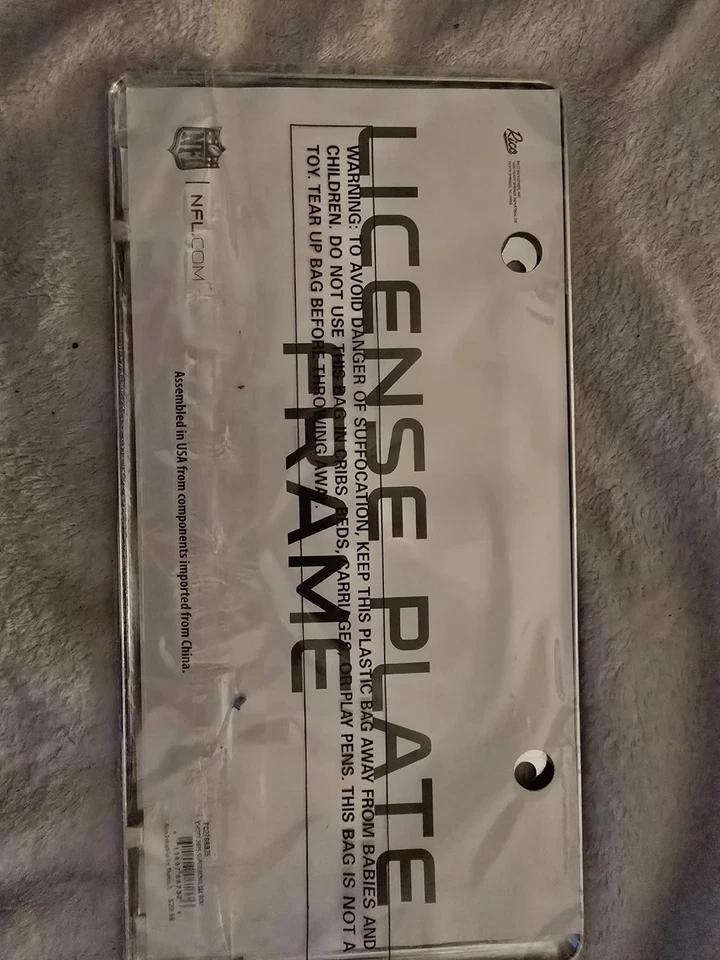 Rico
LICENSE PLATE
FRAME
WARNING: TO AVOID DANGER OF SUFFOCATION, KEEP THIS PLASTIC BAG AWAY FROM BABIES AND
CHILDREN. DO NOT USE THIS BAG IN CRIBS, BEDS, CARRIAGES, OR PLAY PENS. THIS BAG IS NOT A
TOY. TEAR UP BAG BEFORE THROWING AWAY.
NFL
NFL.COM
Assembled in USA from components imported from China.